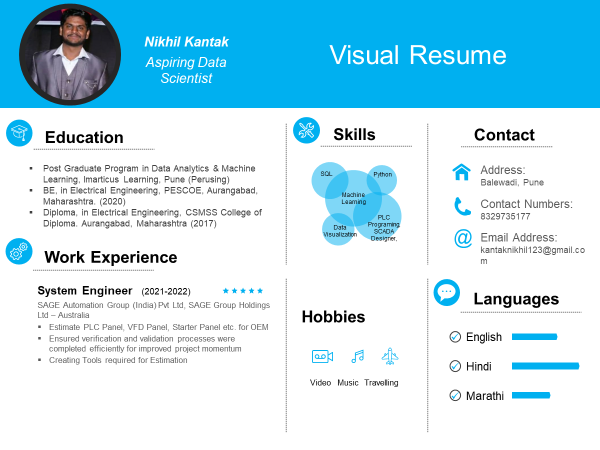 Nikhil Kantak
Aspiring Data
Scientist
Visual Resume
Education
Post Graduate Program in Data Analytics & Machine
Learning, Imarticus Learning, Pune (Perusing)
BE, in Electrical Engineering, PESCOE, Aurangabad,
Maharashtra. (2020)
Diploma. in Electrical Engineering, CSMSS College of
Diploma. Aurangabad, Maharashtra (2017)
Work Experience
System Engineer (2021-2022)
SAGE Automation Group (India) Pvt Ltd, SAGE Group Holdings
Ltd – Australia
Estimate PLC Panel, VFD Panel, Starter Panel etc. for OEM
Ensured verification and validation processes were
completed efficiently for improved project momentum
Creating Tools required for Estimation
Skills
SQL
Python
Machine
Learning
PLC
Programing
SCADA
Designer,
Data
Visualization
Hobbies
Video Music Travelling
Contact
Address:
Balewadi, Pune
Contact Numbers:
8329735177
Email Address:
kantaknikhil123@gmail.co
m
Languages
English
Hindi
Marathi